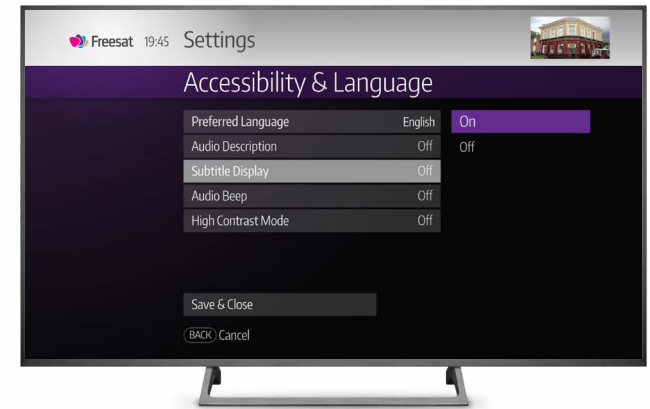 Freesat 19:45 Settings
Accessibility & Language
Preferred Language English On
Audio Description Off Off
Subtitle Display Off
Audio Beep Off
High Contrast Mode Off
Save & Close
BACK Cancel